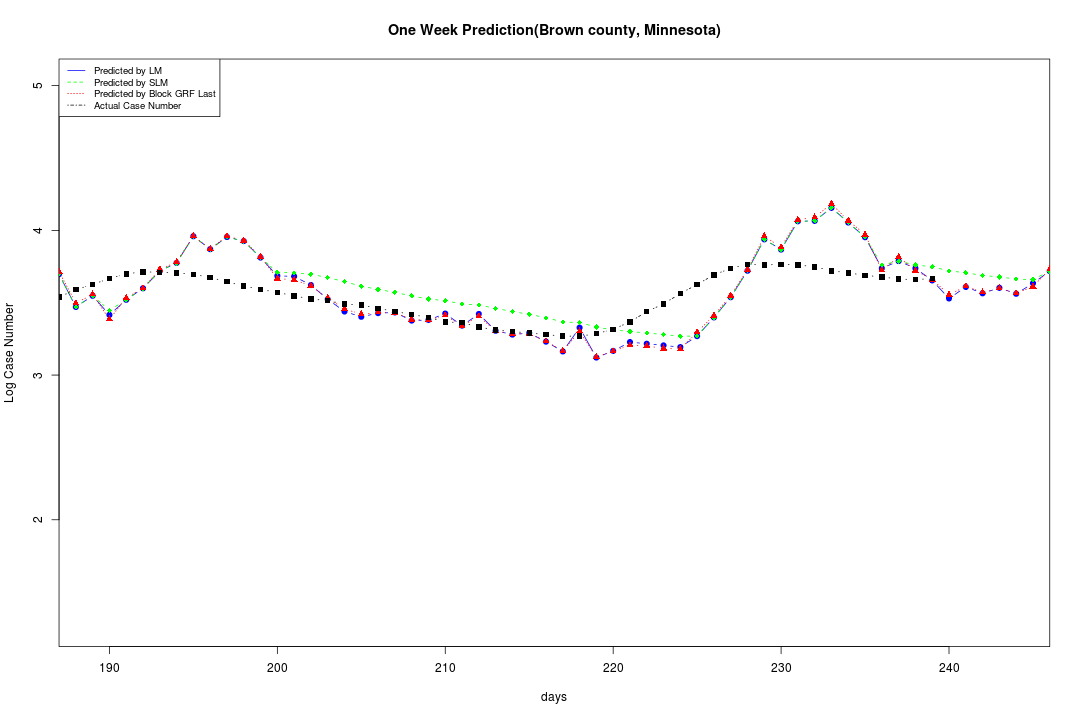 One Week Prediction(Brown county, Minnesota)
Predicted by LM
Predicted by SLM
Predicted by Block GRF Last
Actual Case Number
5
4
3
2
Log Case Number
190 200 210 220 230 240
days